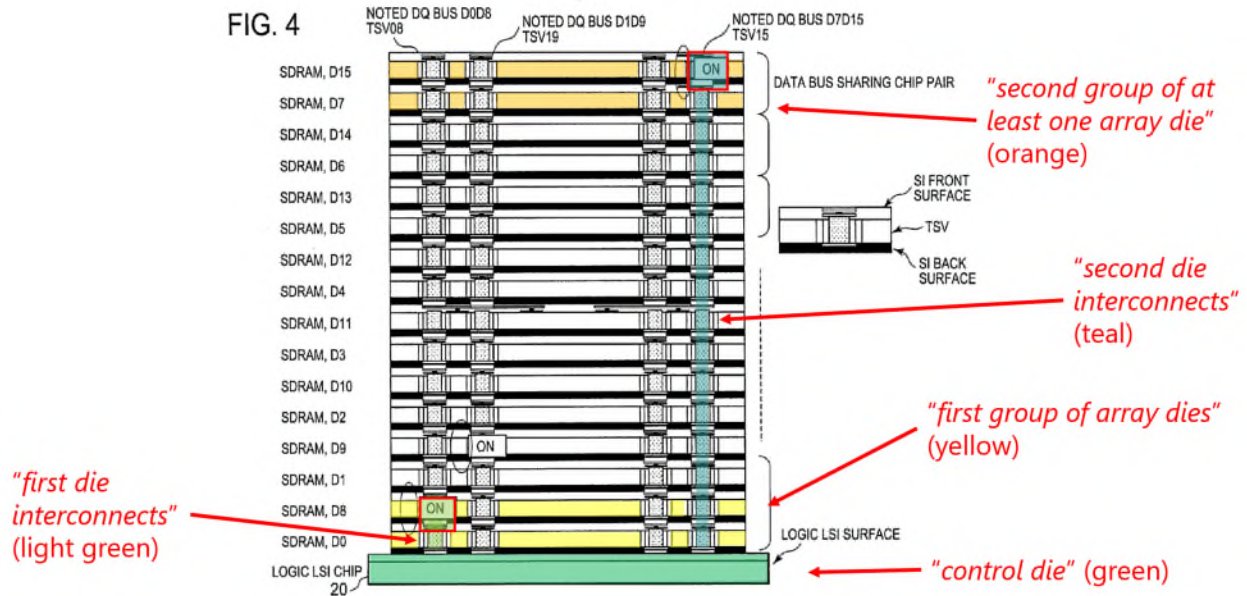 FIG. 4
NOTED DQ BUS D0D8
TSV08
NOTED DQ BUS D1D9
TSV19
NOTED DQ BUS D7D15
TSV15
SDRAM, D15
ON
DATA BUS SHARING CHIP PAIR
SDRAM, D7
"second group of at
least one array die"
(orange)
SDRAM, D14
SDRAM, D6
SDRAM, D13
SI FRONT
SURFACE
SDRAM, D5
TSV
SDRAM, D12
SI BACK
SURFACE
SDRAM, D4
"second die
interconnects"
(teal)
SDRAM, D11
SDRAM, D3
SDRAM, D10
SDRAM, D2
"first group of array dies"
(yellow)
SDRAM, D9
ON
SDRAM, D1
"first die
interconnects"
(light green)
SDRAM, D8
ON
SDRAM, D0
LOGIC LSI SURFACE
LOGIC LSI CHIP
20
"control die" (green)